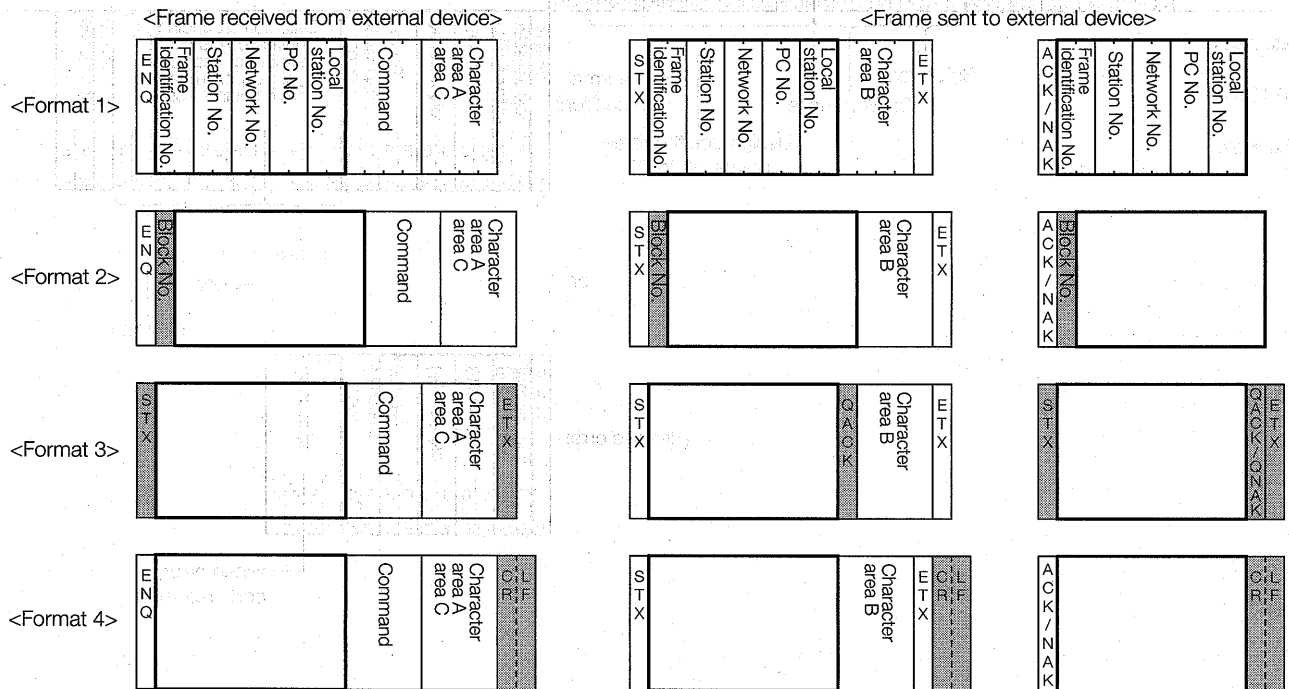 <Frame received from external device>
<Frame sent to external device>
<Format 1>
ENQ
Frame
identification No.
Station No.
Network No.
PC No.
Local
station No.
Command
Character
area A
area C
STX
Frame
identification No.
Station No.
Network No.
PC No.
Local
station No.
Character
area B
ETX
ACK/NAK
Frame
identification No.
Station No.
Network No.
PC No.
Local
station No.
<Format 2>
ENQ
Block No.
Command
Character
area A
area C
STX
Block No.
Character
area B
ETX
ACK/NAK
Block No.
<Format 3>
STX
Command
Character
area A
area C
ETX
STX
QACK
Character
area B
ETX
STX
QACK/QNAK
ETX
<Format 4>
ENQ
Command
Character
area A
area C
CR
LF
STX
Character
area B
ETX
CR
LF
ACK/NAK
CR
LF